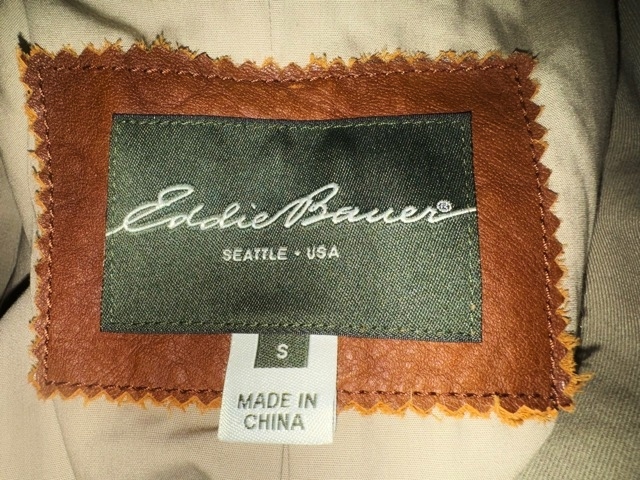 Eddie Bauer®
SEATTLE • USA
S
MADE IN
CHINA